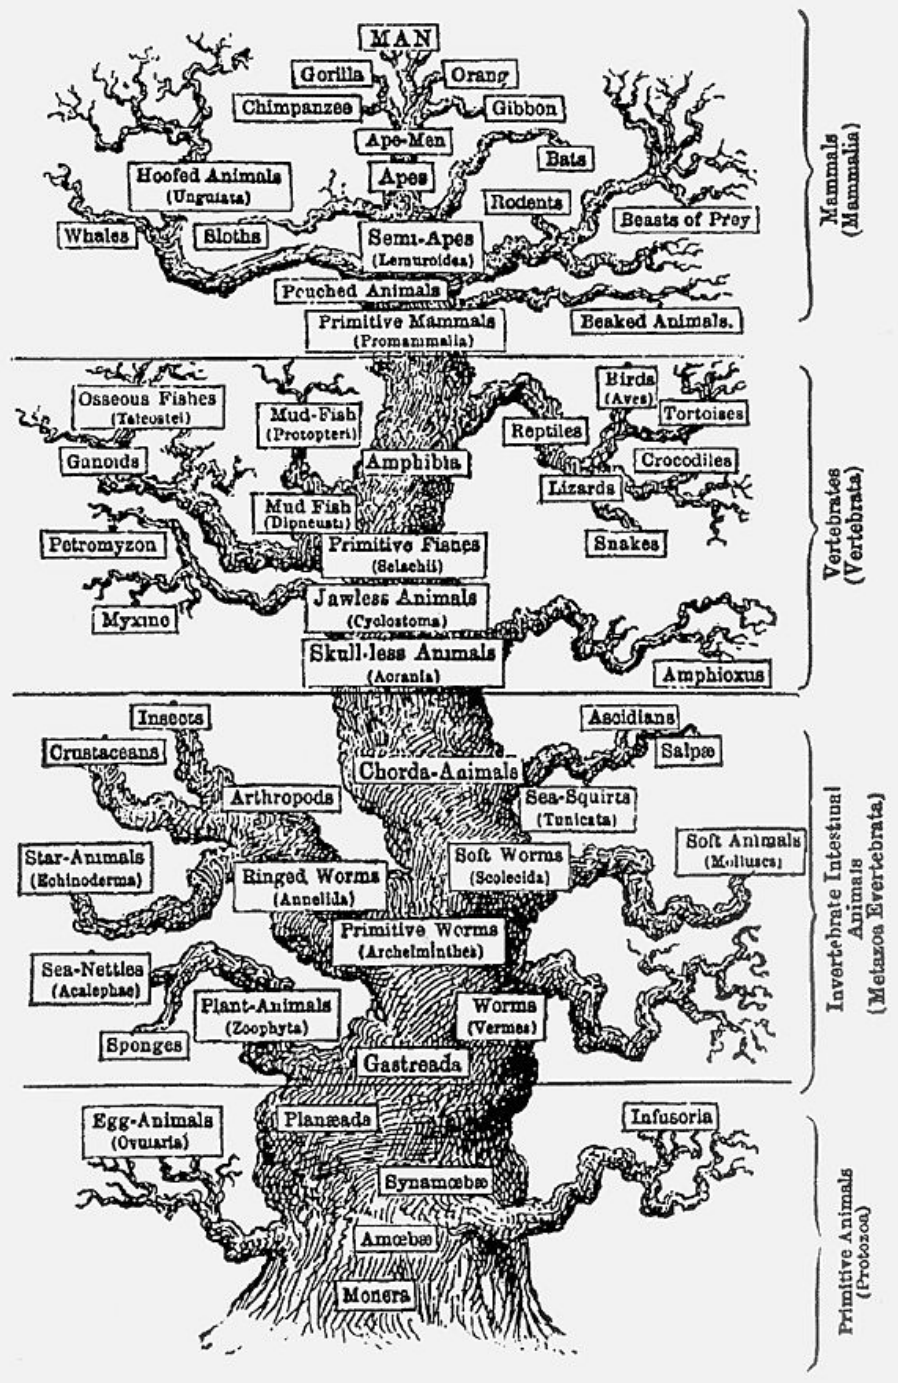 MAN
Gorilla
Orang
Chimpanzee
Gibbon
Ape-Men
Bats
Apes
Hoofed Animals
(Ungulata)
Rodents
Beasts of Prey
Whales
Sloths
Semi-Apes
(Lemuroidea)
Pouched Animals
Primitive Mammals
(Promammalia)
Beaked Animals.
Mammals
(Mammalia)
Osseous Fishes
(Teleostei)
Mud-Fish
(Protopteri)
Birds
(Aves)
Tortoises
Reptiles
Ganoids
Amphibia
Crocodiles
Lizards
Mud Fish
(Dipneusti)
Petromyzon
Primitive Fishes
(Selachii)
Snakes
Jawless Animals
(Cyclostoma)
Myxine
Skull-less Animals
(Acrania)
Amphioxus
Vertebrates
(Vertebrata)
Insects
Ascidians
Crustaceans
Salpæ
Chorda-Animals
Arthropods
Sea-Squirts
(Tunicata)
Star-Animals
(Echinoderma)
Ringed Worms
(Annelida)
Soft Worms
(Scolecida)
Soft Animals
(Mollusca)
Primitive Worms
(Archelminthes)
Sea-Nettles
(Acalephae)
Plant-Animals
(Zoophyta)
Worms
(Vermes)
Sponges
Gastreada
Invertebrate Intestinal
Animals
(Metazoa Evertebrata)
Egg-Animals
(Ovularia)
Planæada
Infusoria
Synamœbæ
Amœbæ
Monera
Primitive Animals
(Protozoa)